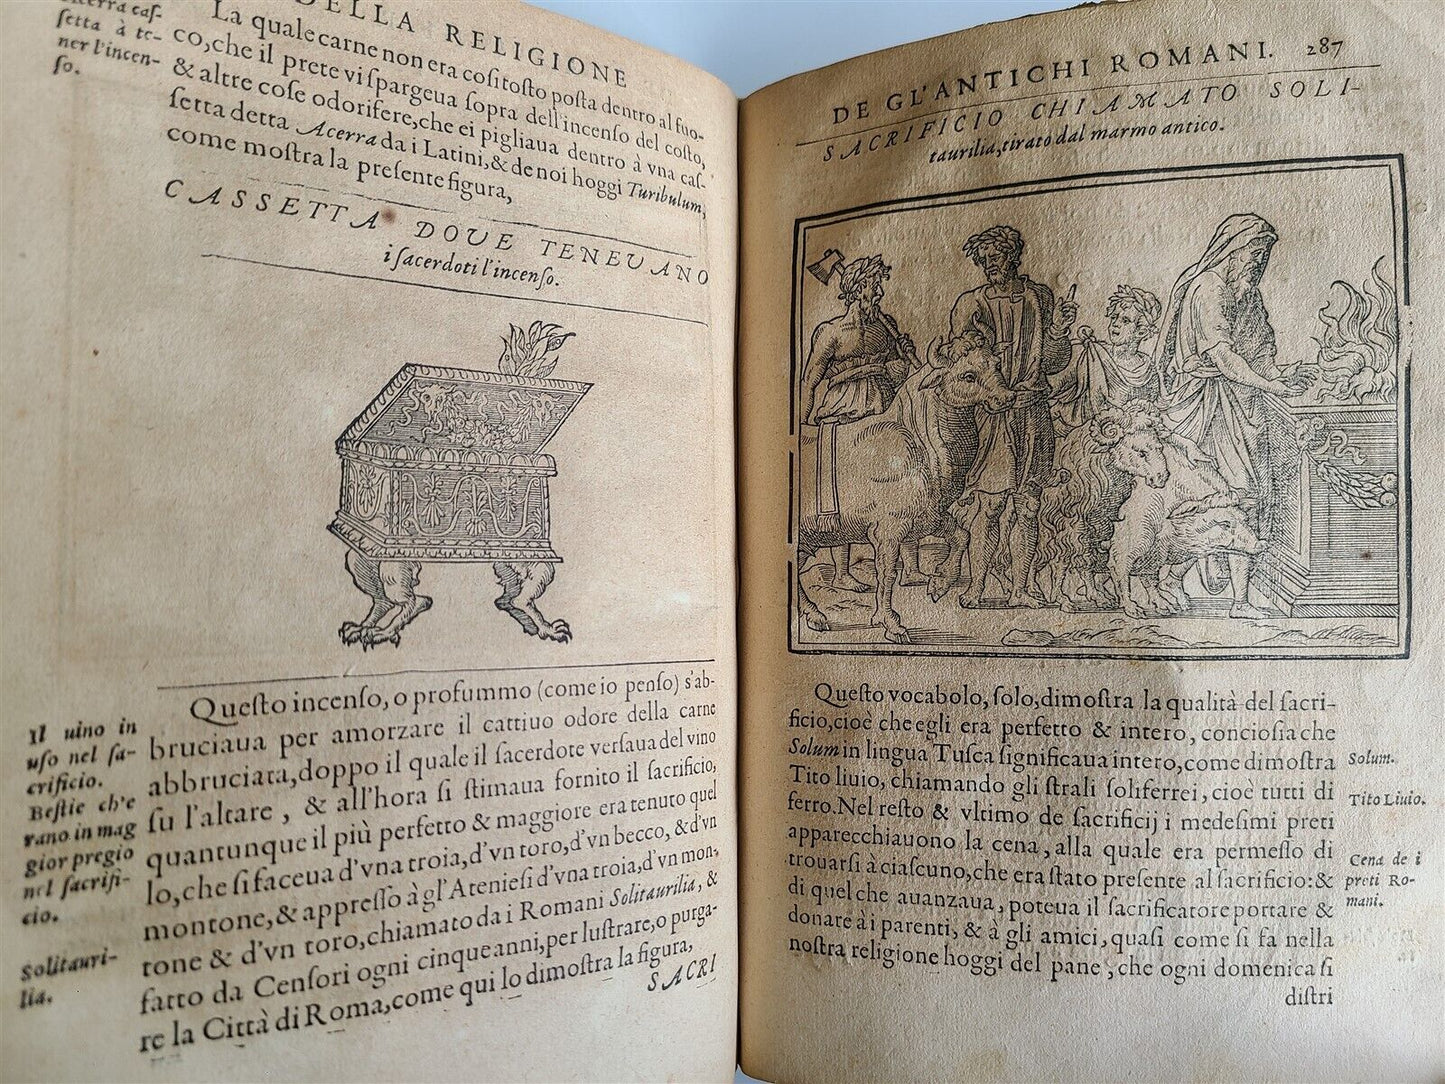 DELLA RELIGIONE
Acerra cas-
ſetta à te-
ner l'incen-
ſo.
La quale carne non era coſi toſto poſta dentro al fuo-
co, che il prete vi ſpargeua ſopra dell'incenſo del coſto,
& altre coſe odorifere, che ei pigliaua dentro à vna caſ-
ſetta detta Acerra da i Latini, & de noi hoggi Turibulum,
come moſtra la preſente figura,
CASSETTA DOVE TENEVANO
i ſacerdoti l'incenſo.
Queſto incenſo, o profummo (come io penſo) s'ab-
bruciaua per amorzare il cattiuo odore della carne
abbruciata, doppo il quale il ſacerdote verſaua del vino
ſu l'altare, & all'hora ſi ſtimaua fornito il ſacrificio,
quantunque il più perfetto & maggiore era tenuto quel
lo, che ſi faceua d'vna troia, d'vn toro, d'vn becco, & d'vn
montone, & appreſſo à gl'Atenieſi d'vna troia, d'vn mon-
tone & d'vn toro, chiamato da i Romani Solitaurilia, &
fatto da Cenſori ogni cinque anni, per luſtrare, o purga-
re la Città di Roma, come qui lo dimoſtra la figura,
SACRI
Il uino in
uſo nel ſa-
crificio.
Beſtie ch'e
rano in mag
gior pregio
nel ſacrifi-
cio.
Solitauri-
lia.
DE GL'ANTICHI ROMANI. 287
SACRIFICIO CHIAMATO SOLI-
taurilia, tirato dal marmo antico.
Queſto vocabolo, ſolo, dimoſtra la qualità del ſacri-
ficio, cioè che egli era perfetto & intero, concioſia che
Solum in lingua Tuſca ſignificaua intero, come dimoſtra
Tito liuio, chiamando gli ſtrali ſoliferrei, cioè tutti di
ferro. Nel reſto & vltimo de ſacrificij i medeſimi preti
apparecchiauono la cena, alla quale era permeſſo di
trouarſi à ciaſcuno, che era ſtato preſente al ſacrificio: &
di quel che auanzaua, poteua il ſacrificatore portare &
donare à i parenti, & à gli amici, quaſi come ſi fa nella
noſtra religione hoggi del pane, che ogni domenica ſi
diſtri
Solum.
Tito Liuio.
Cena de i
preti Ro-
mani.